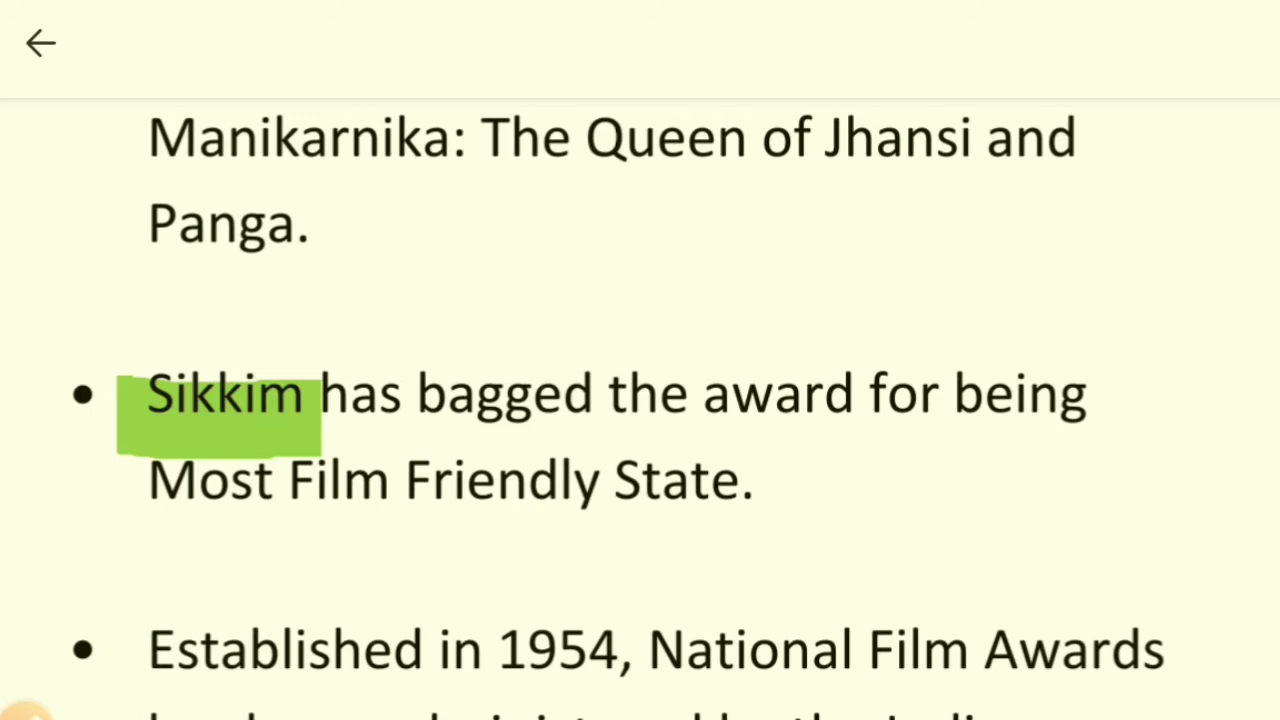 Manikarnika: The Queen of Jhansi and
Panga.
• Sikkim has bagged the award for being
Most Film Friendly State.
• Established in 1954, National Film Awards